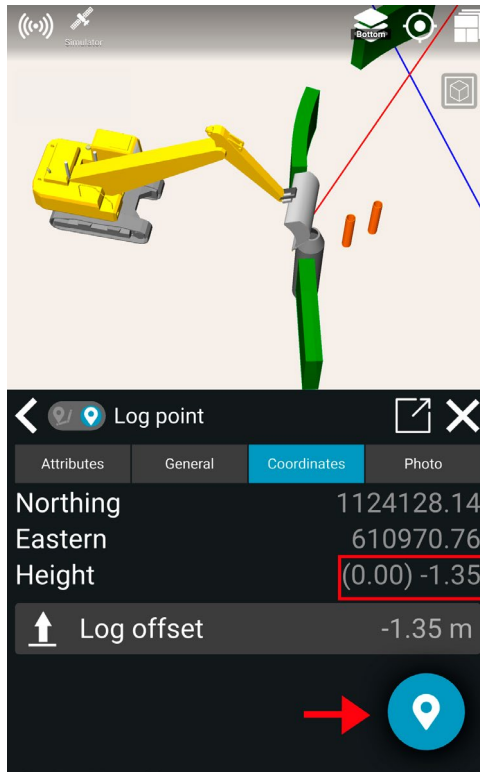 Simulator
Bottom
Log point
Attributes General Coordinates Photo
Northing 1124128.14
Eastern 610970.76
Height (0.00) -1.35
Log offset -1.35 m